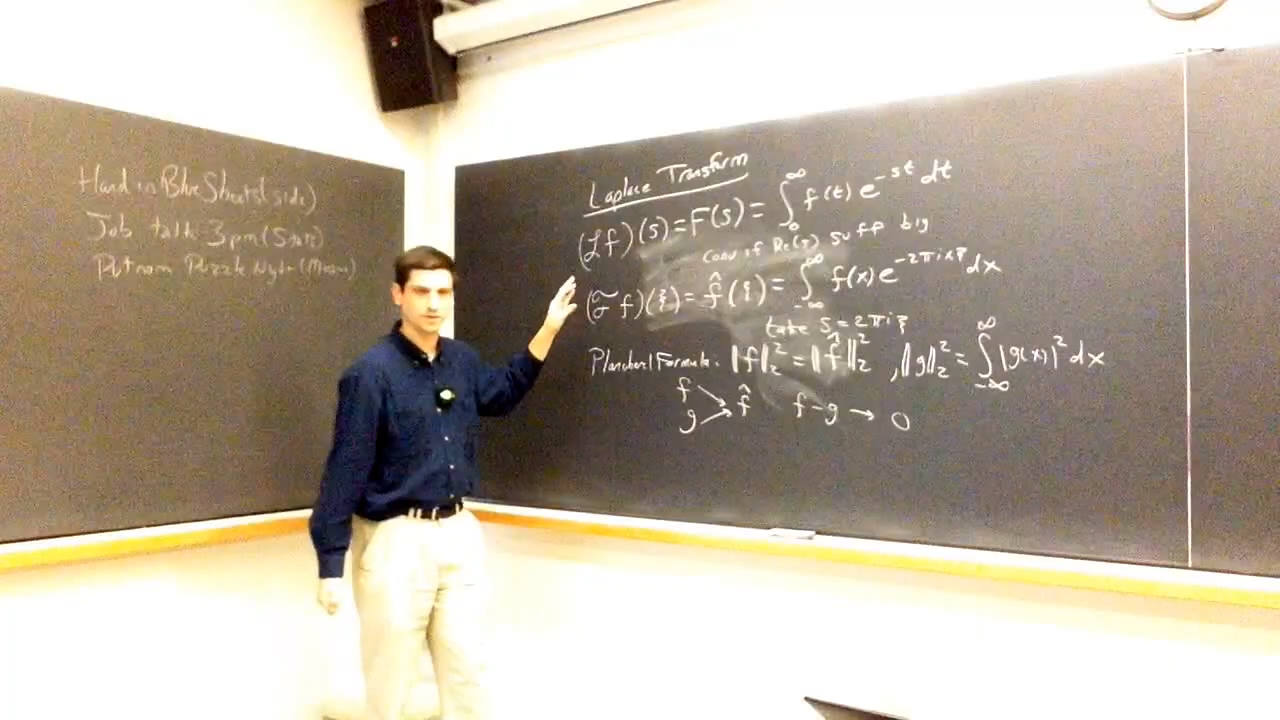 Hand in Blue Sheets (side)
Job talk 3pm (Stats)
Putnam Puzzle Night
Laplace Transform
(ℒf)(s) = F(s) = ∫₀^∞ f(t) e^{-st} dt
conv if Re(s) suff big
(ℱf)(ξ) = f̂(ξ) = ∫_{-∞}^∞ f(x) e^{-2πixξ} dx
take s = 2πiξ
Plancherel Formula: ‖f‖₂² = ‖f̂‖₂² , ‖g‖₂² = ∫_{-∞}^∞ |g(x)|² dx
f ↘
g ↗ f̂ f-g → 0